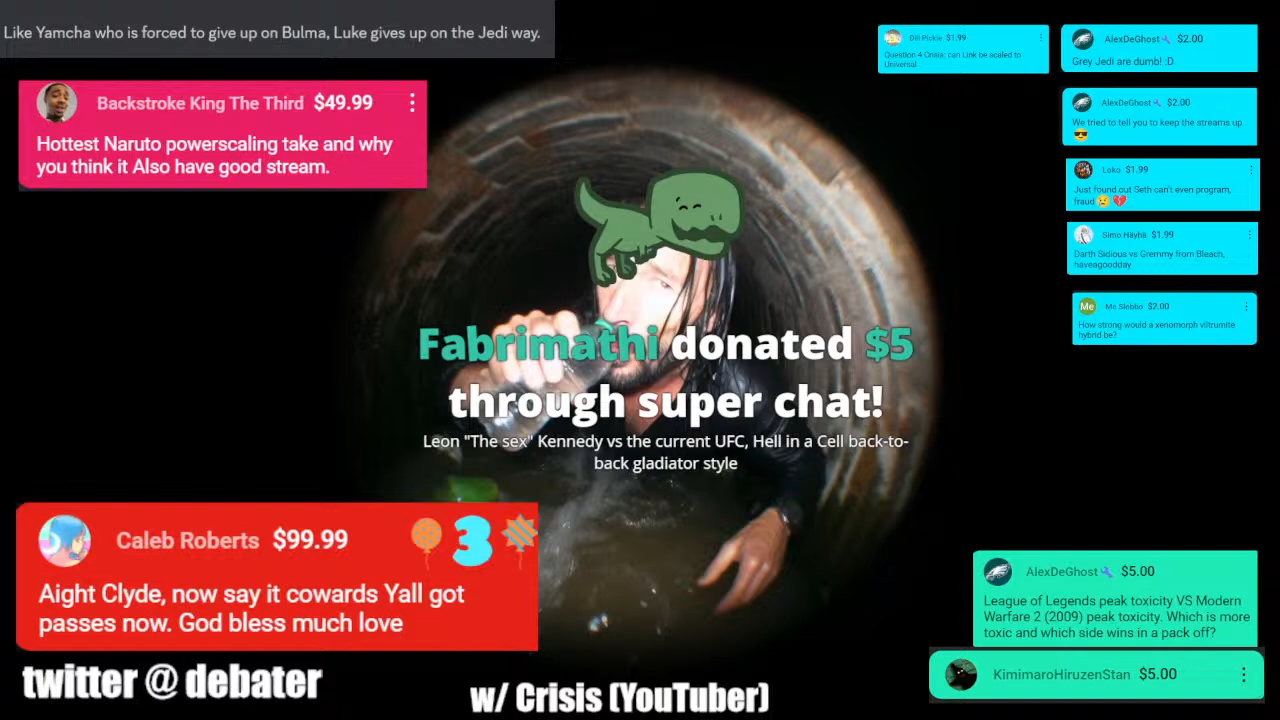 Like Yamcha who is forced to give up on Bulma, Luke gives up on the Jedi way.
Backstroke King The Third $49.99
Hottest Naruto powerscaling take and why
you think it Also have good stream.
Dill Pickle $1.99
Question 4 Crisis: can Link be scaled to
Universal
AlexDeGhost $2.00
Grey Jedi are dumb! :D
AlexDeGhost $2.00
We tried to tell you to keep the streams up
😎
Loko $1.99
Just found out Seth can't even program,
fraud 😢 💔
Simo Häyhä $1.99
Darth Sidious vs Gremmy from Bleach,
haveagoodday
Me
Me Slebbo $2.00
How strong would a xenomorph viltrumite
hybrid be?
Fabrimathi donated $5
through super chat!
Leon "The sex" Kennedy vs the current UFC, Hell in a Cell back-to-
back gladiator style
Caleb Roberts $99.99
3
Aight Clyde, now say it cowards Yall got
passes now. God bless much love
AlexDeGhost $5.00
League of Legends peak toxicity VS Modern
Warfare 2 (2009) peak toxicity. Which is more
toxic and which side wins in a pack off?
KimimaroHiruzenStan $5.00
twitter @ debater
w/ Crisis (YouTuber)